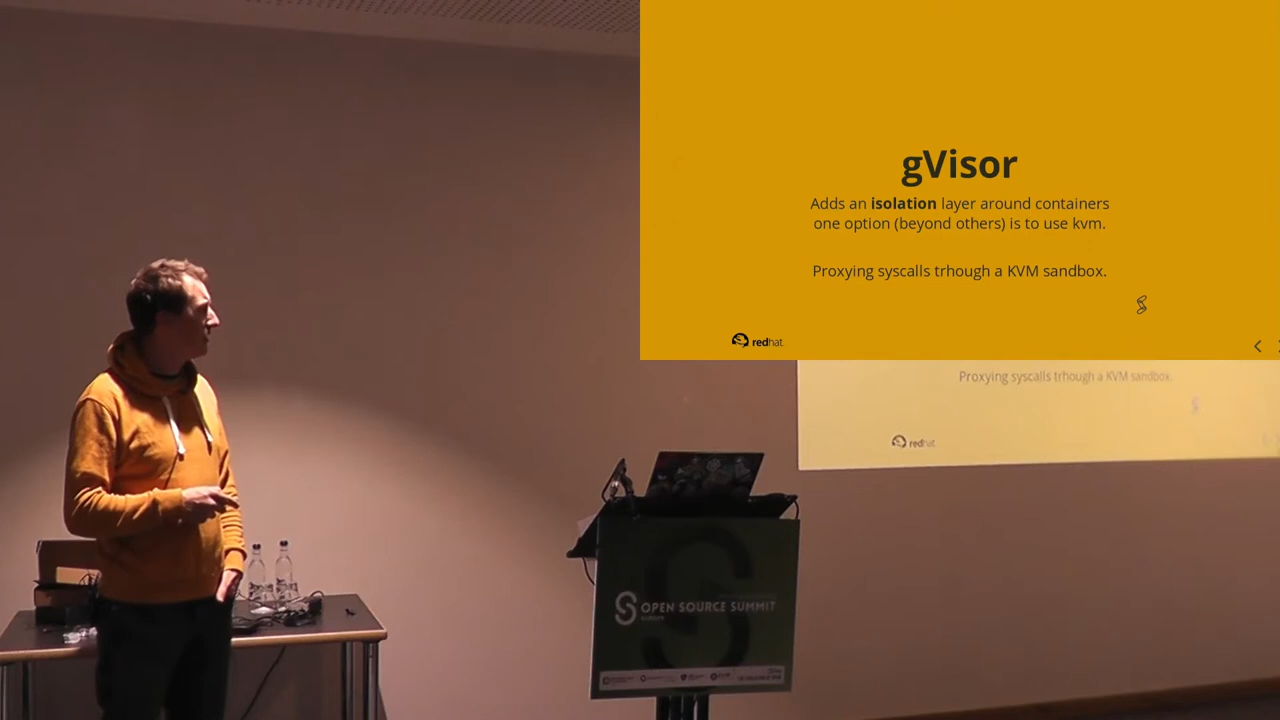 gVisor
Adds an isolation layer around containers
one option (beyond others) is to use kvm.
Proxying syscalls trhough a KVM sandbox.
redhat.
Proxying syscalls trhough a KVM sandbox.
redhat
OPEN SOURCE SUMMIT
EUROPE